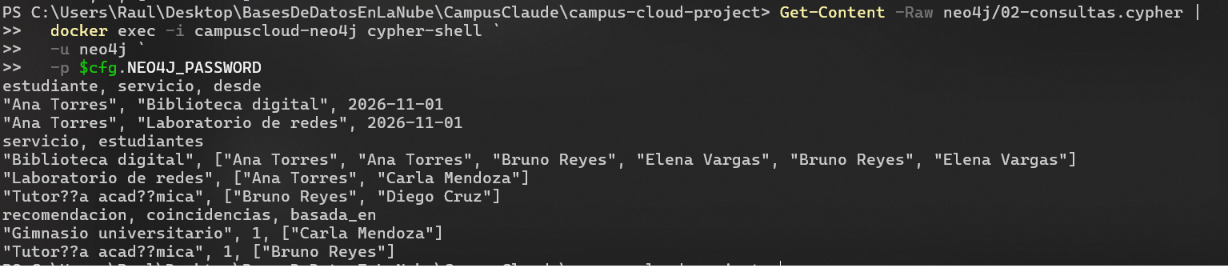 PS C:\Users\Raul\Desktop\BasesDeDatosEnLaNube\CampusClaude\campus-cloud-project> Get-Content -Raw neo4j/02-consultas.cypher |
>>   docker exec -i campuscloud-neo4j cypher-shell `
>>   -u neo4j `
>>   -p $cfg.NEO4J_PASSWORD
estudiante, servicio, desde
"Ana Torres", "Biblioteca digital", 2026-11-01
"Ana Torres", "Laboratorio de redes", 2026-11-01
servicio, estudiantes
"Biblioteca digital", ["Ana Torres", "Ana Torres", "Bruno Reyes", "Elena Vargas", "Bruno Reyes", "Elena Vargas"]
"Laboratorio de redes", ["Ana Torres", "Carla Mendoza"]
"Tutor??a acad??mica", ["Bruno Reyes", "Diego Cruz"]
recomendacion, coincidencias, basada_en
"Gimnasio universitario", 1, ["Carla Mendoza"]
"Tutor??a acad??mica", 1, ["Bruno Reyes"]